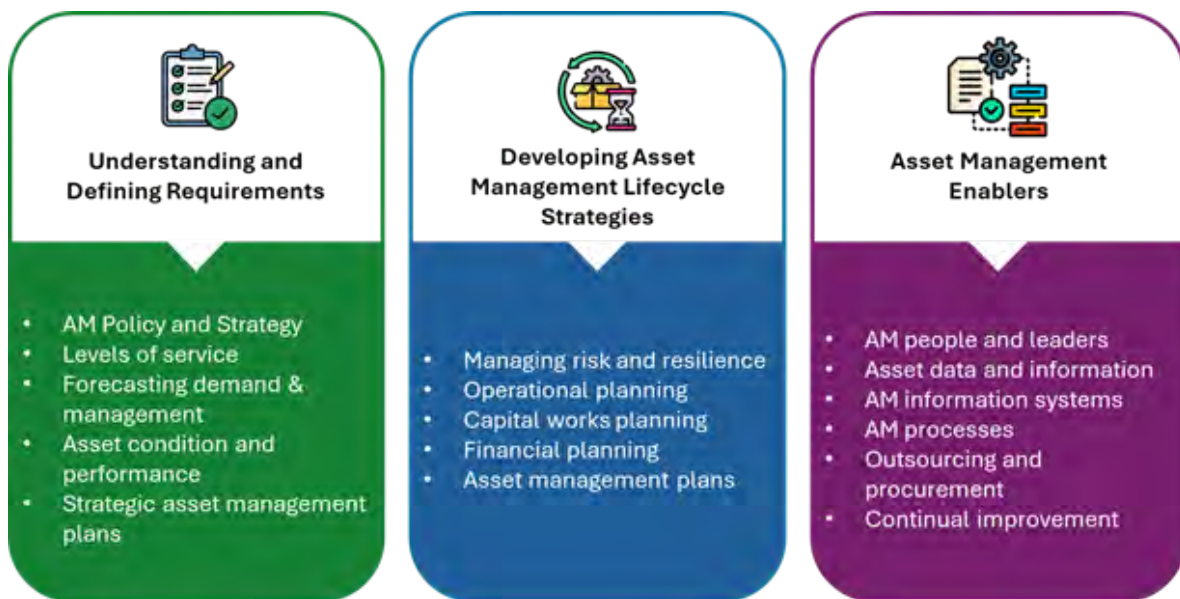 Understanding and
Defining Requirements
• AM Policy and Strategy
• Levels of service
• Forecasting demand &
management
• Asset condition and
performance
• Strategic asset management
plans
Developing Asset
Management Lifecycle
Strategies
• Managing risk and resilience
• Operational planning
• Capital works planning
• Financial planning
• Asset management plans
Asset Management
Enablers
• AM people and leaders
• Asset data and information
• AM information systems
• AM processes
• Outsourcing and
procurement
• Continual improvement